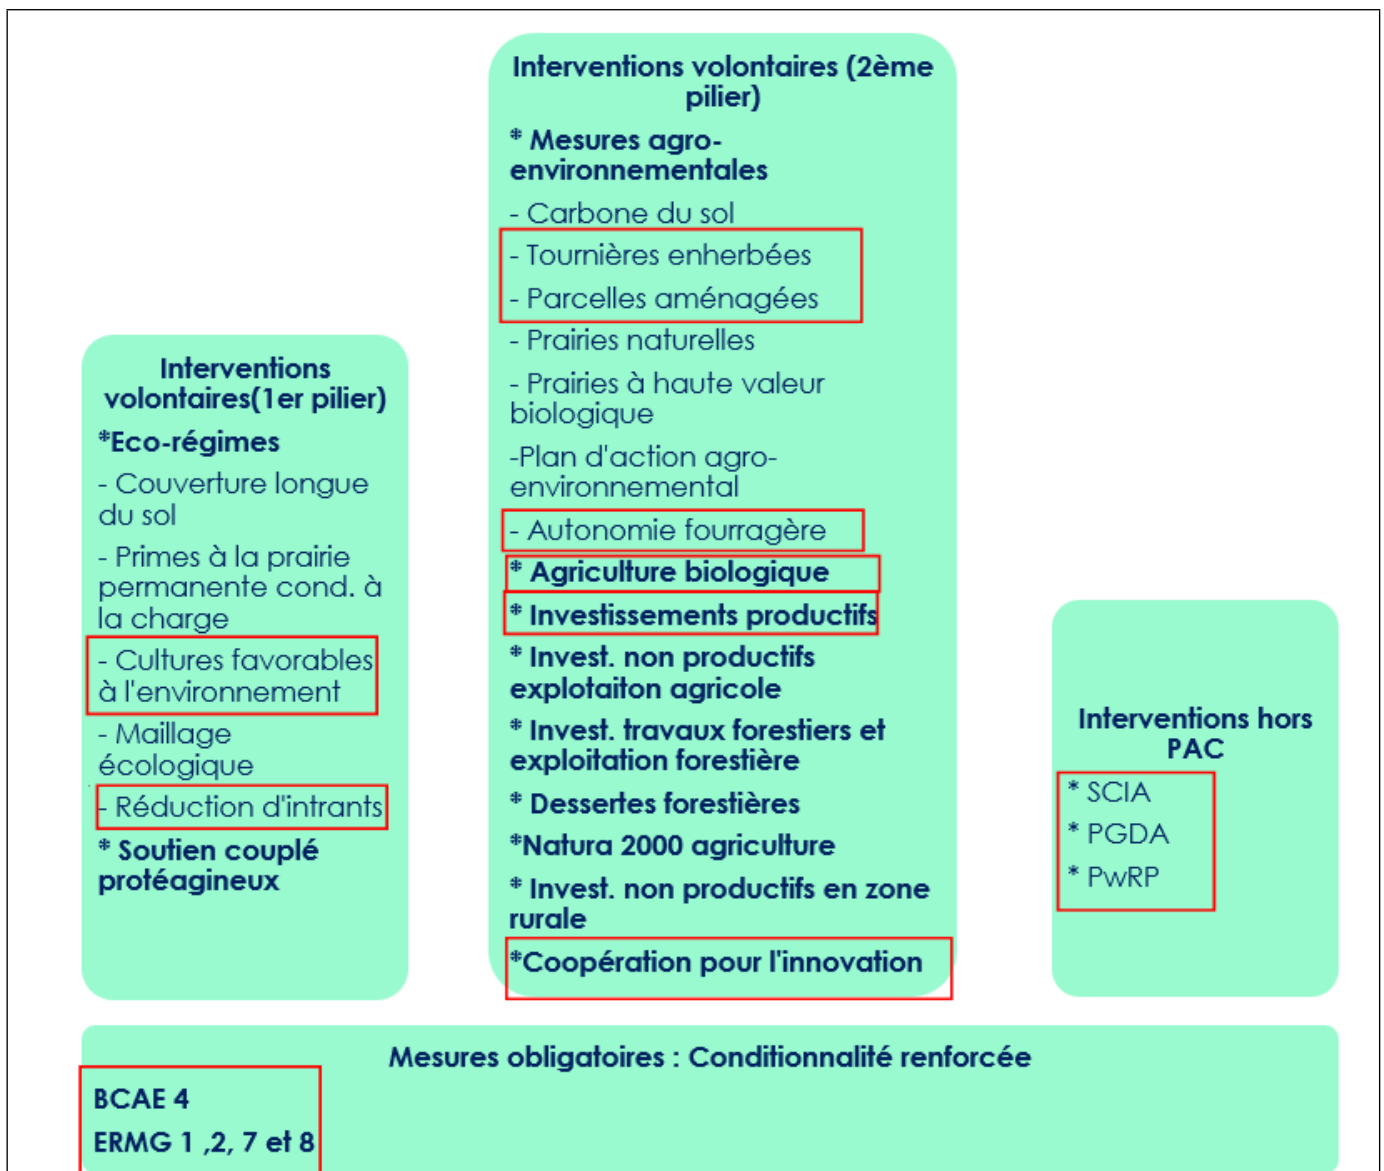 Interventions volontaires (2ème
pilier)
* Mesures agro-
environnementales
- Carbone du sol
- Tournières enherbées
- Parcelles aménagées
- Prairies naturelles
- Prairies à haute valeur
biologique
-Plan d'action agro-
environnemental
- Autonomie fourragère
* Agriculture biologique
* Investissements productifs
* Invest. non productifs
explotaiton agricole
* Invest. travaux forestiers et
exploitation forestière
* Dessertes forestières
*Natura 2000 agriculture
* Invest. non productifs en zone
rurale
*Coopération pour l'innovation
Interventions
volontaires(1er pilier)
*Eco-régimes
- Couverture longue
du sol
- Primes à la prairie
permanente cond. à
la charge
- Cultures favorables
à l'environnement
- Maillage
écologique
- Réduction d'intrants
* Soutien couplé
protéagineux
Interventions hors
PAC
* SCIA
* PGDA
* PwRP
Mesures obligatoires : Conditionnalité renforcée
BCAE 4
ERMG 1 ,2, 7 et 8